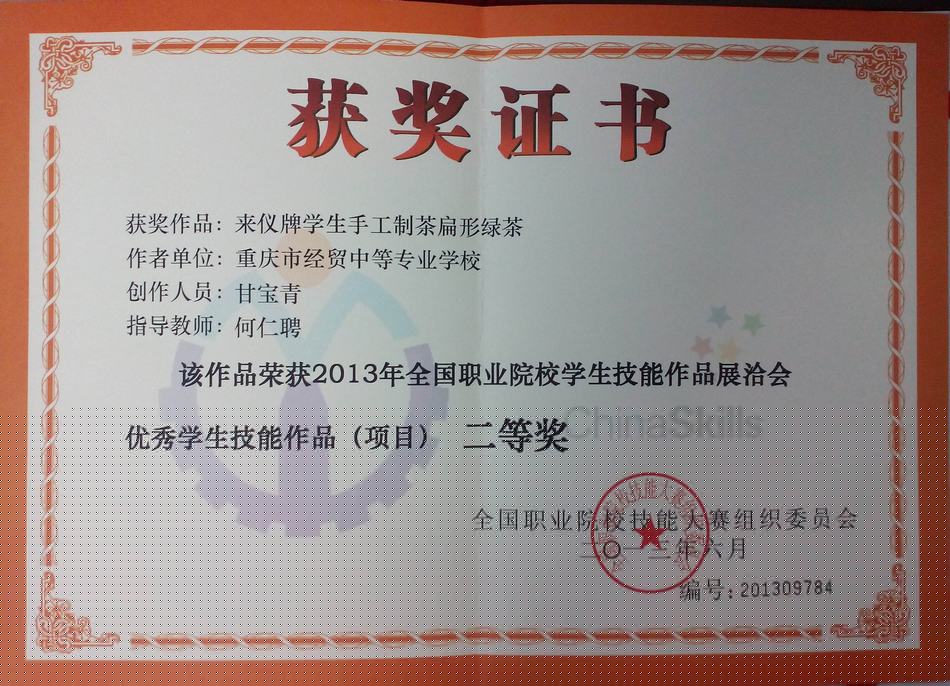 获奖证书
获奖作品：来仪牌学生手工制茶扁形绿茶
作者单位：重庆市经贸中等专业学校
创作人员：甘宝青
指导教师：何仁聘
该作品荣获2013年全国职业院校学生技能作品展洽会
优秀学生技能作品（项目） 二等奖
ChinaSkills
全国职业院校技能大赛组织委员会
二〇一三年六月
编号：201309784